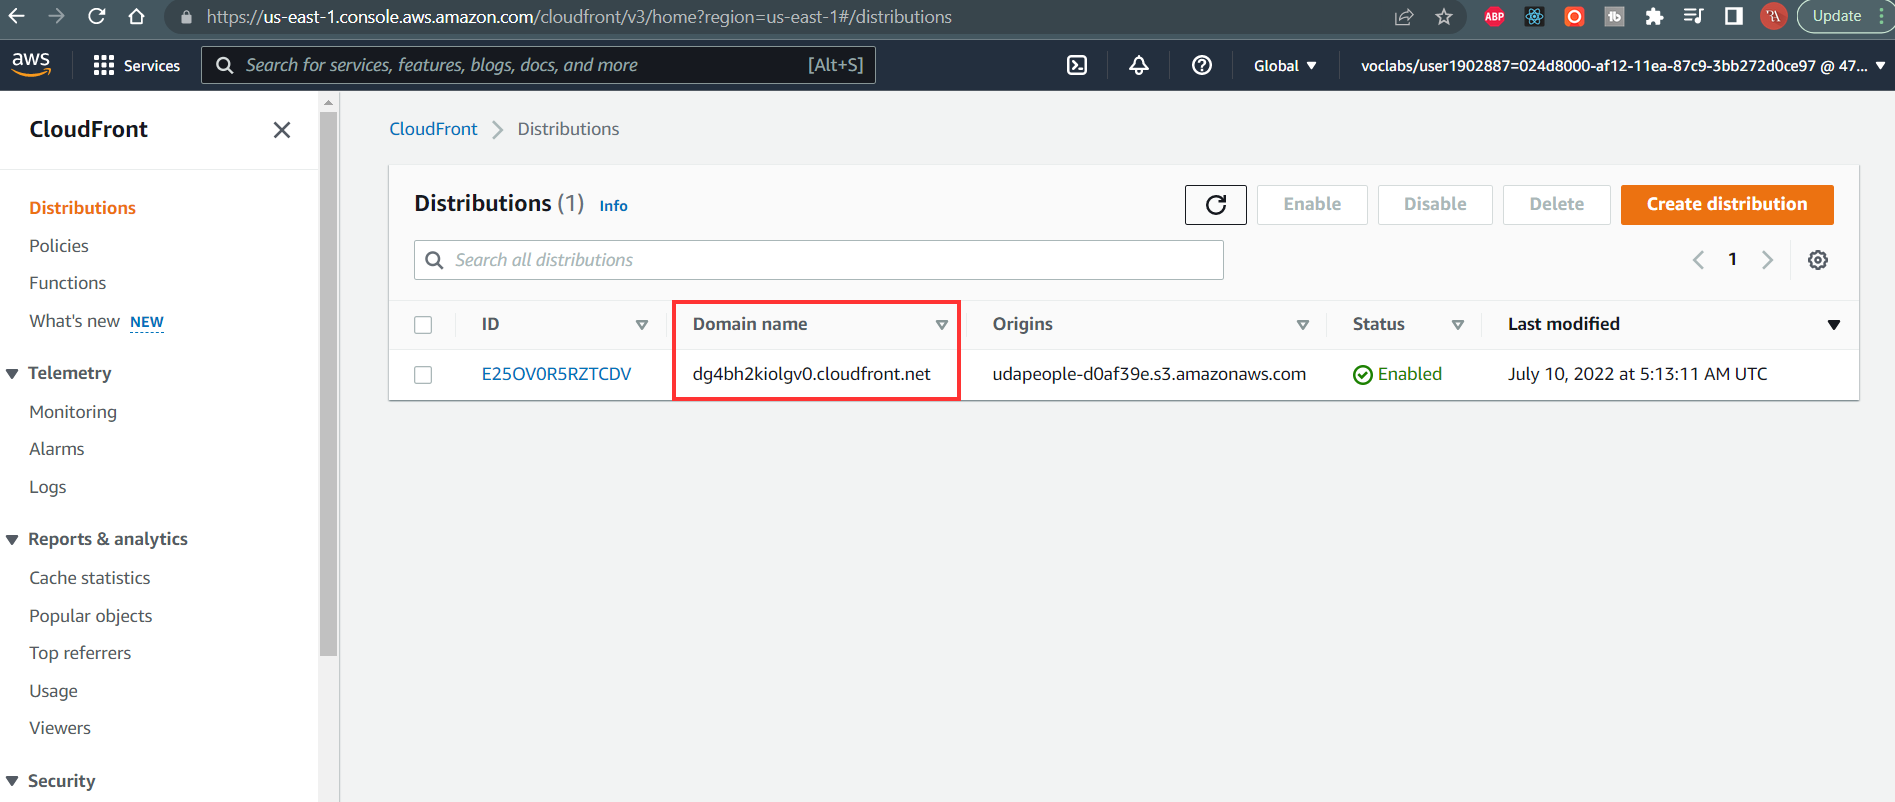 https://us-east-1.console.aws.amazon.com/cloudfront/v3/home?region=us-east-1#/distributions
ABP
Update
aws
Services
Search for services, features, blogs, docs, and more
[Alt+S]
Global
voclabs/user1902887=024d8000-af12-11ea-87c9-3bb272d0ce97 @ 47...
CloudFront
Distributions
Policies
Functions
What's new NEW
Telemetry
Monitoring
Alarms
Logs
Reports & analytics
Cache statistics
Popular objects
Top referrers
Usage
Viewers
Security
CloudFront
Distributions
Distributions (1) Info
Enable
Disable
Delete
Create distribution
Search all distributions
1
ID
Domain name
Origins
Status
Last modified
E25OV0R5RZTCDV
dg4bh2kiolgv0.cloudfront.net
udapeople-d0af39e.s3.amazonaws.com
Enabled
July 10, 2022 at 5:13:11 AM UTC